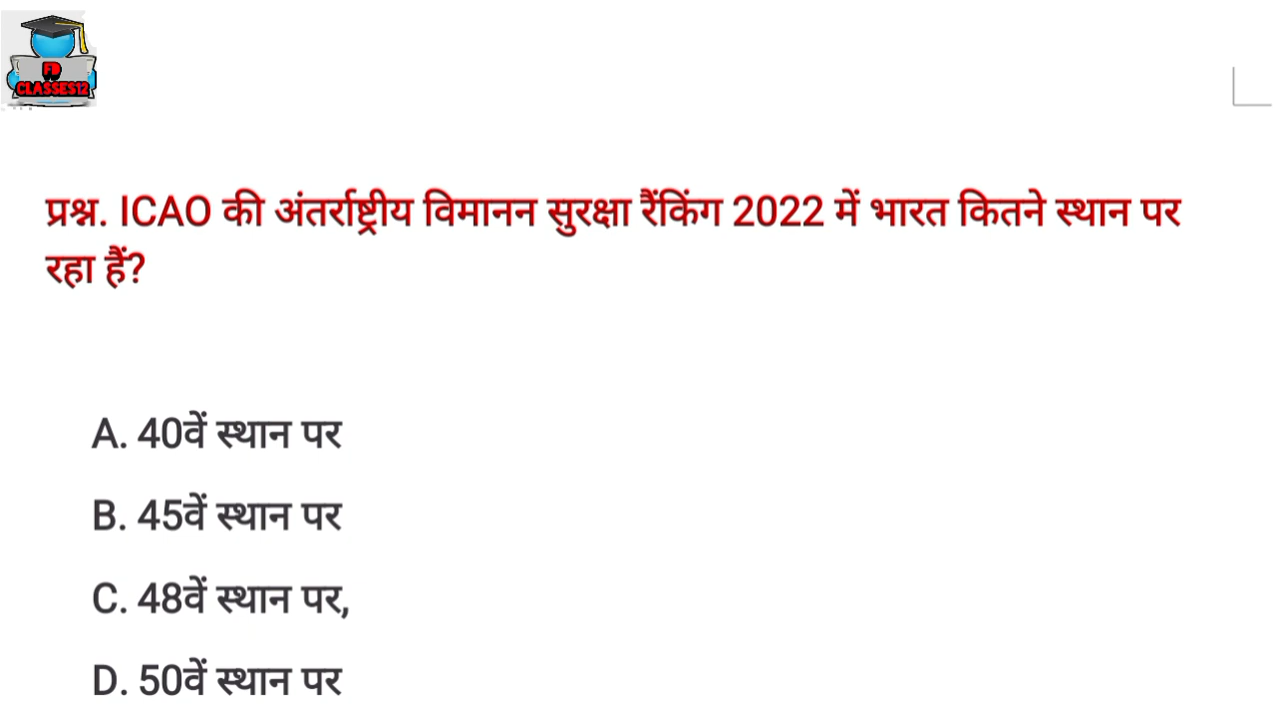 FD
CLASSES12
प्रश्न. ICAO की अंतर्राष्ट्रीय विमानन सुरक्षा रैंकिंग 2022 में भारत कितने स्थान पर
रहा हैं?
A. 40वें स्थान पर
B. 45वें स्थान पर
C. 48वें स्थान पर,
D. 50वें स्थान पर